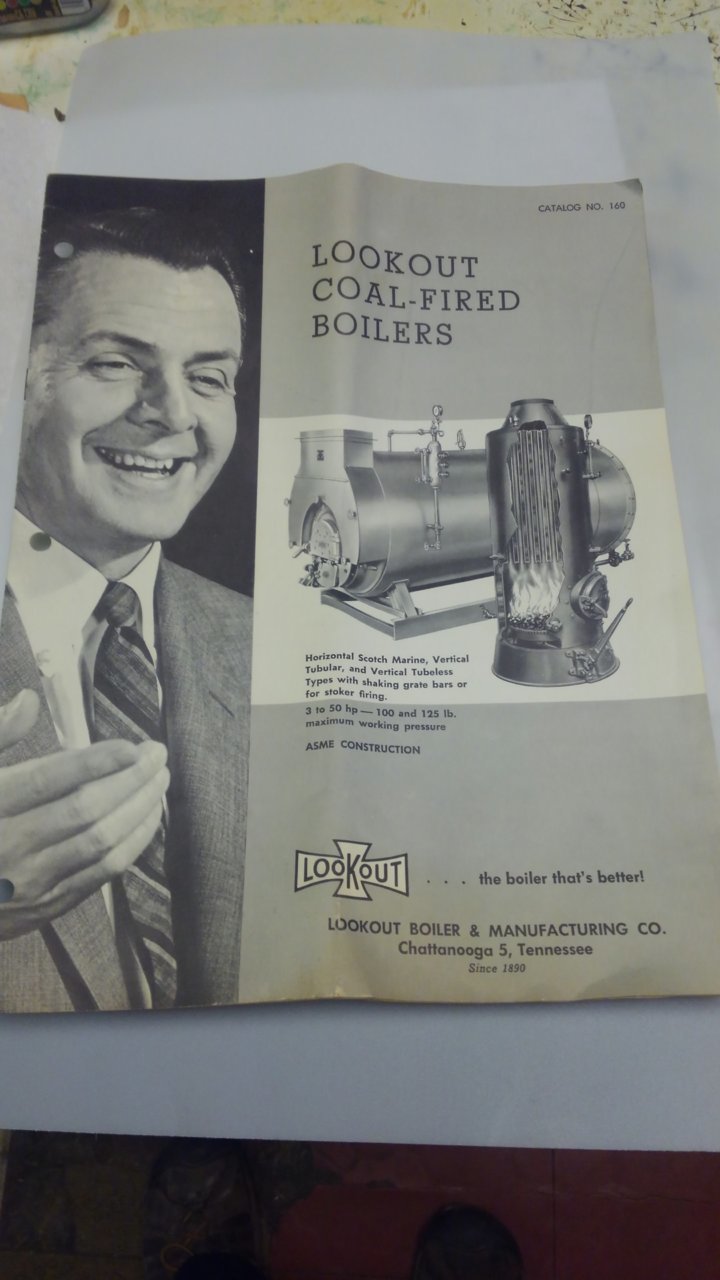 CATALOG NO. 160
LOOKOUT
COAL-FIRED
BOILERS
Horizontal Scotch Marine, Vertical
Tubular, and Vertical Tubeless
Types with shaking grate bars or
for stoker firing.
3 to 50 hp — 100 and 125 lb.
maximum working pressure
ASME CONSTRUCTION
LOOKOUT
. . . the boiler that's better!
LOOKOUT BOILER & MANUFACTURING CO.
Chattanooga 5, Tennessee
Since 1890